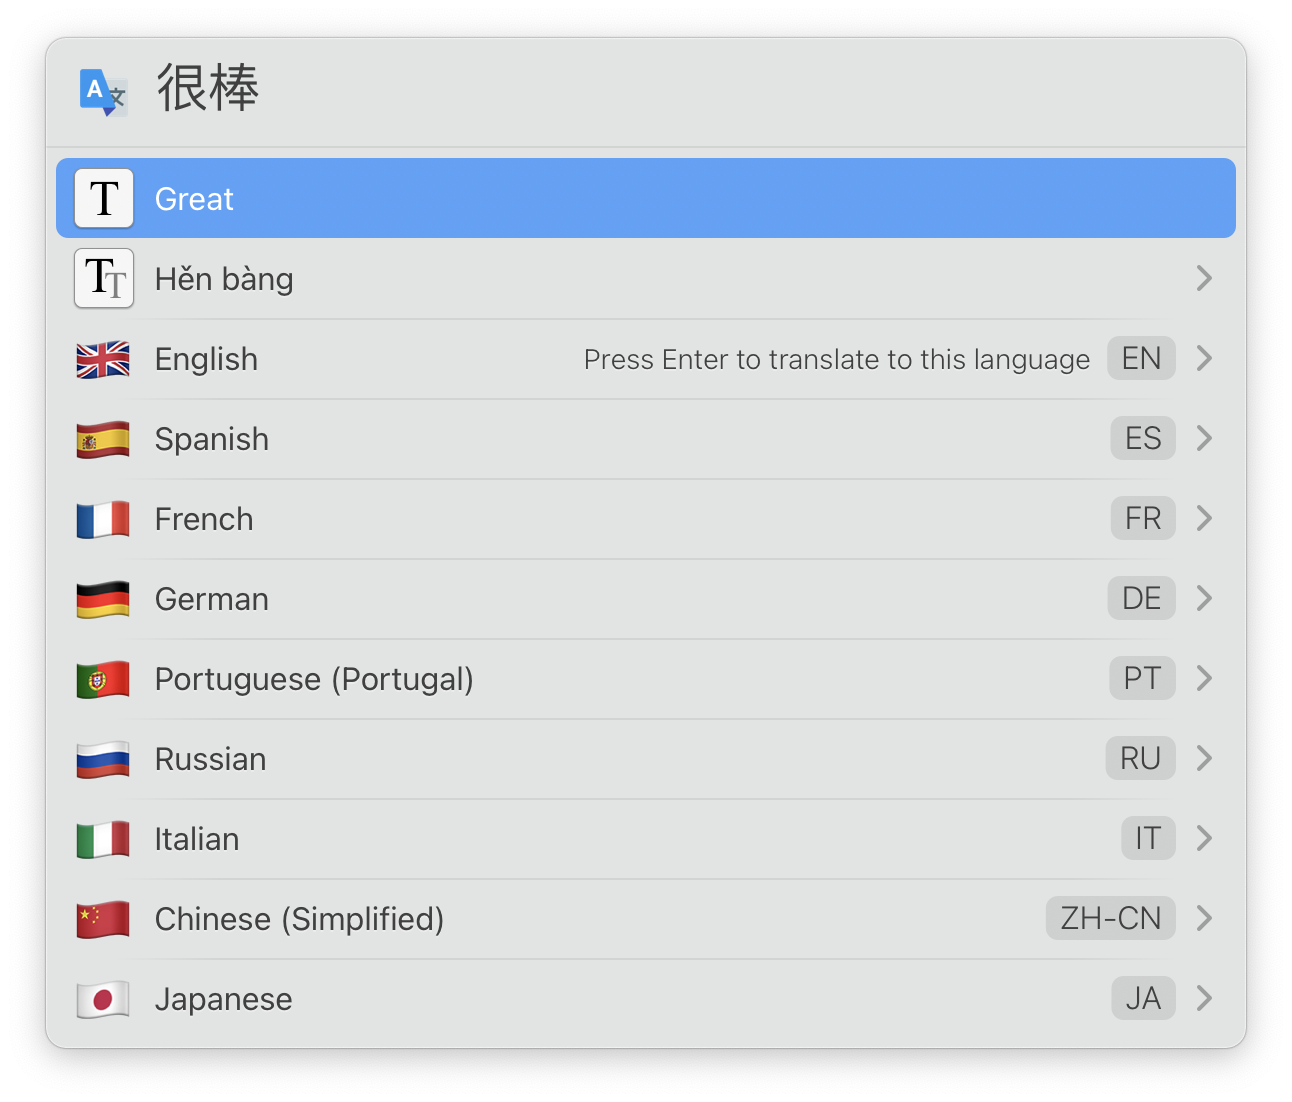 很棒
Great
Hěn bàng
English Press Enter to translate to this language EN
Spanish ES
French FR
German DE
Portuguese (Portugal) PT
Russian RU
Italian IT
Chinese (Simplified) ZH-CN
Japanese JA